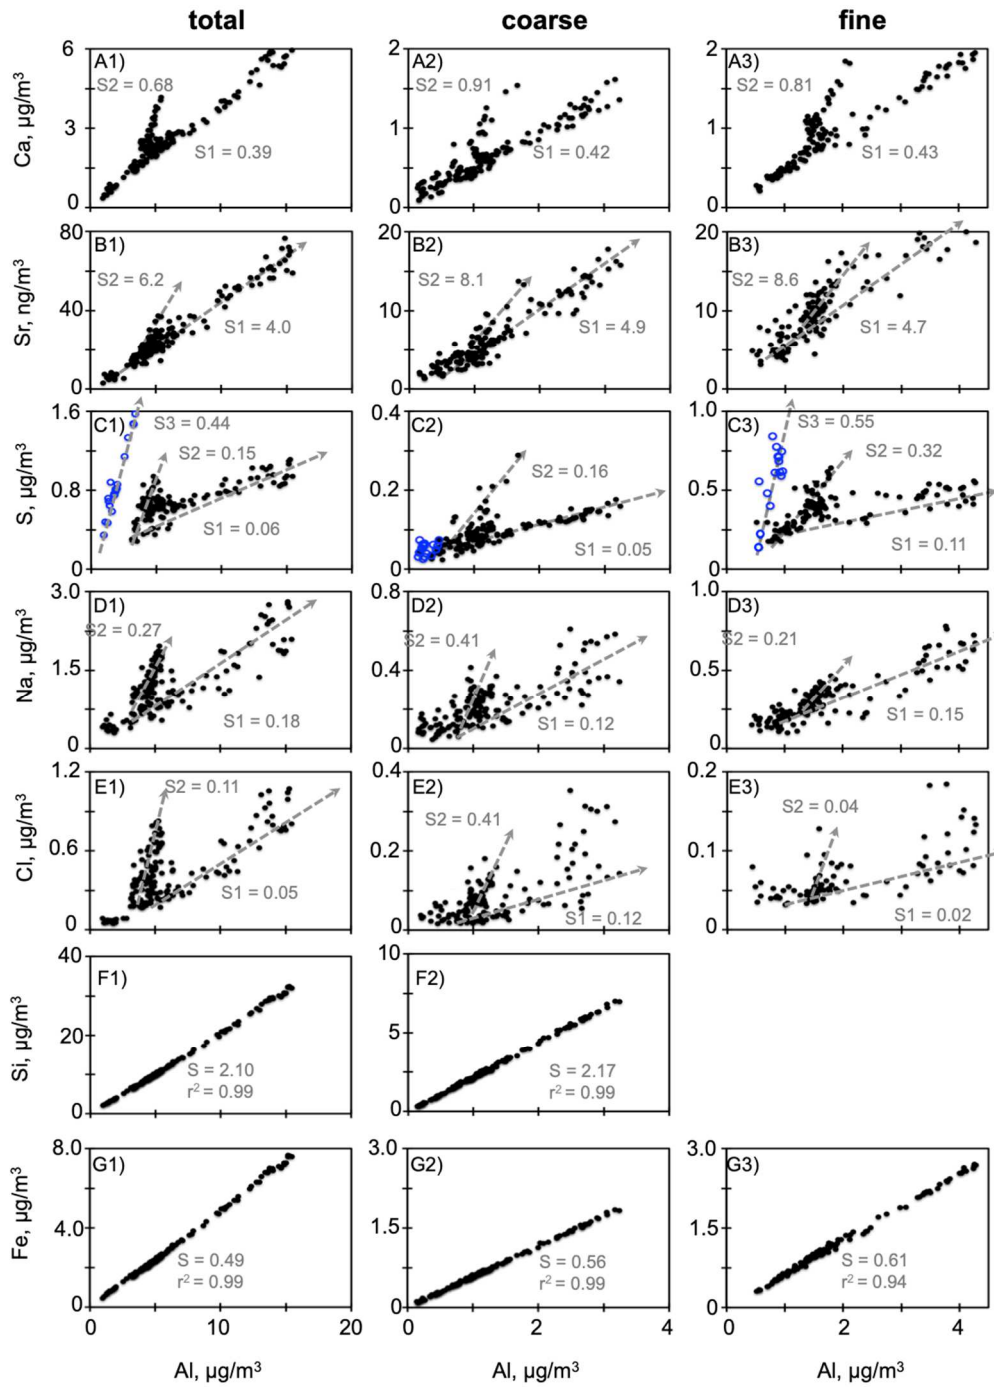 total coarse fine
Ca, µg/m³
6
3
0
A1)
S2 = 0.68
S1 = 0.39
2
1
0
A2)
S2 = 0.91
S1 = 0.42
2
1
0
A3)
S2 = 0.81
S1 = 0.43
Sr, ng/m³
80
40
0
B1)
S2 = 6.2
S1 = 4.0
20
10
0
B2)
S2 = 8.1
S1 = 4.9
20
10
0
B3)
S2 = 8.6
S1 = 4.7
S, µg/m³
1.6
0.8
0
C1)
S3 = 0.44
S2 = 0.15
S1 = 0.06
0.4
0.2
0
C2)
S2 = 0.16
S1 = 0.05
1.0
0.5
0
C3)
S3 = 0.55
S2 = 0.32
S1 = 0.11
Na, µg/m³
3.0
1.5
0
D1)
S2 = 0.27
S1 = 0.18
0.8
0.4
0
D2)
S2 = 0.41
S1 = 0.12
1.0
0.5
0
D3)
S2 = 0.21
S1 = 0.15
Cl, µg/m³
1.2
0.6
0
E1)
S2 = 0.11
S1 = 0.05
0.4
0.2
0
E2)
S2 = 0.41
S1 = 0.12
0.2
0.1
0
E3)
S2 = 0.04
S1 = 0.02
Si, µg/m³
40
20
0
F1)
S = 2.10
r² = 0.99
10
5
0
F2)
S = 2.17
r² = 0.99
Fe, µg/m³
8.0
4.0
0
G1)
S = 0.49
r² = 0.99
3.0
1.5
0
G2)
S = 0.56
r² = 0.99
3.0
1.5
0
G3)
S = 0.61
r² = 0.94
0 10 20
0 2 4
0 2 4
Al, µg/m³
Al, µg/m³
Al, µg/m³